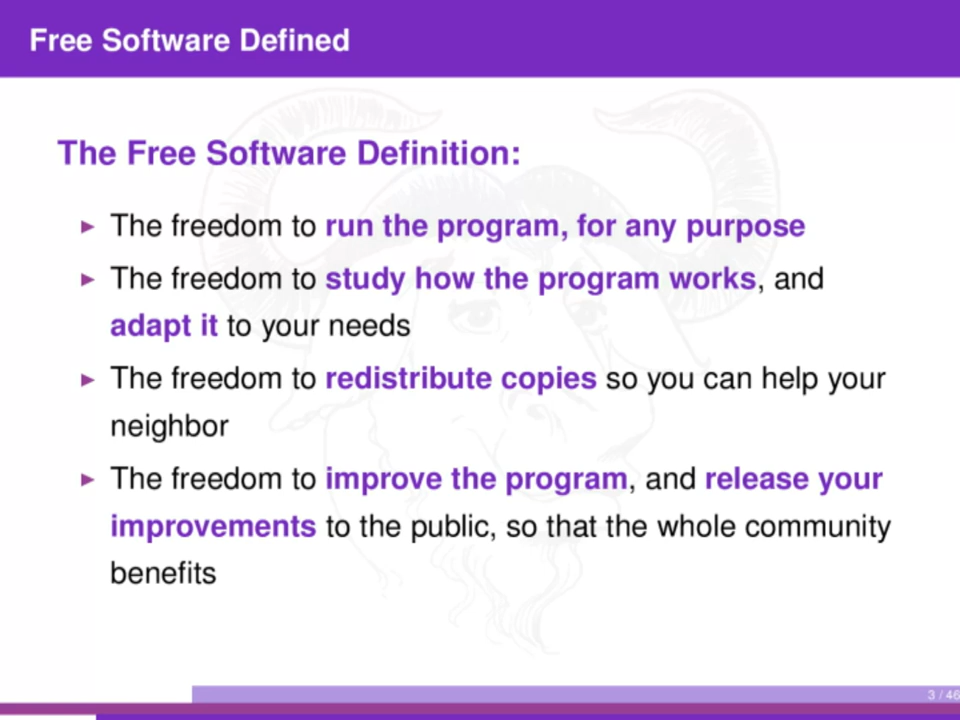 Free Software Defined
The Free Software Definition:
► The freedom to run the program, for any purpose
► The freedom to study how the program works, and
adapt it to your needs
► The freedom to redistribute copies so you can help your
neighbor
► The freedom to improve the program, and release your
improvements to the public, so that the whole community
benefits
3 / 46